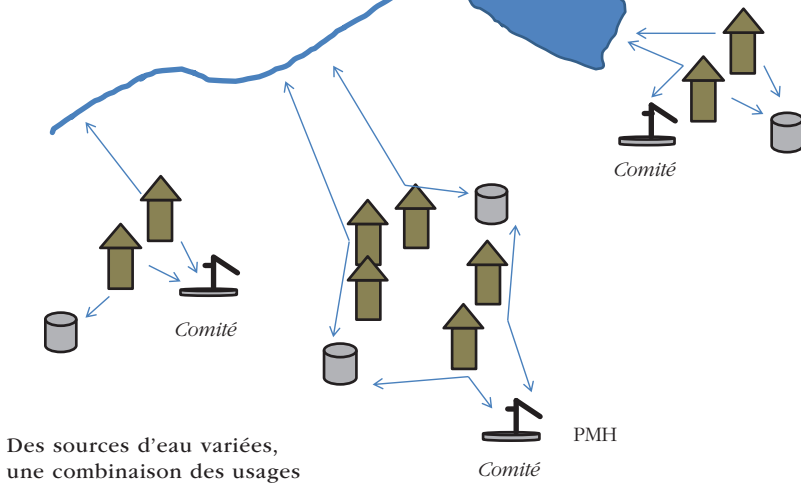 Comité
Comité
PMH
Des sources d'eau variées,
une combinaison des usages
Comité